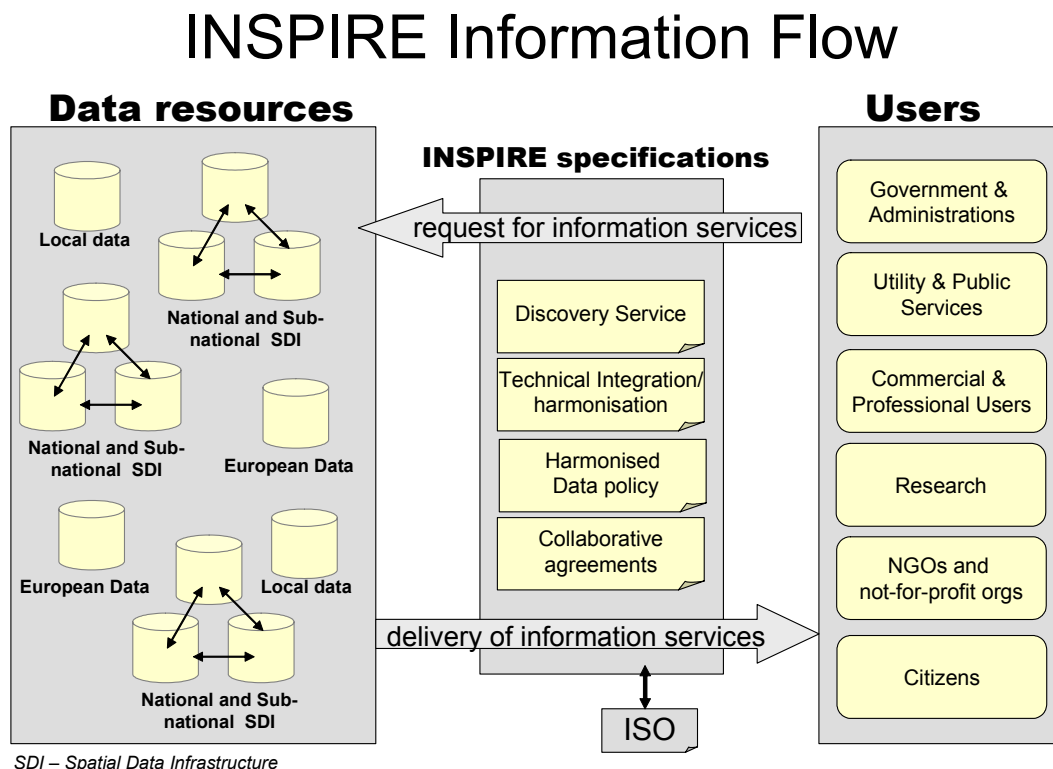 INSPIRE Information Flow
Data resources
Users
INSPIRE specifications
Local data
National and Sub-
national SDI
National and Sub-
national SDI
European Data
European Data
Local data
National and Sub-
national SDI
request for information services
Discovery Service
Technical Integration/
harmonisation
Harmonised
Data policy
Collaborative
agreements
delivery of information services
ISO
Government &
Administrations
Utility & Public
Services
Commercial &
Professional Users
Research
NGOs and
not-for-profit orgs
Citizens
SDI – Spatial Data Infrastructure